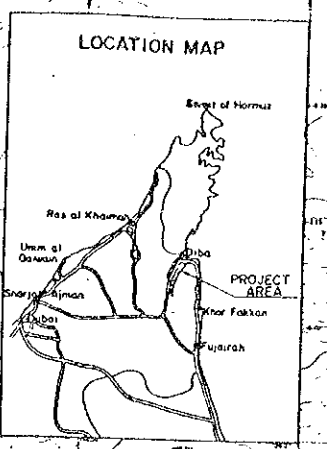 LOCATION MAP
Strait of Hormuz
Ras al Khaimah
Umm al
Qaiwain
Diba
PROJECT
AREA
Sharjah
Ajman
Khor Fakkan
Dubai
Fujairah